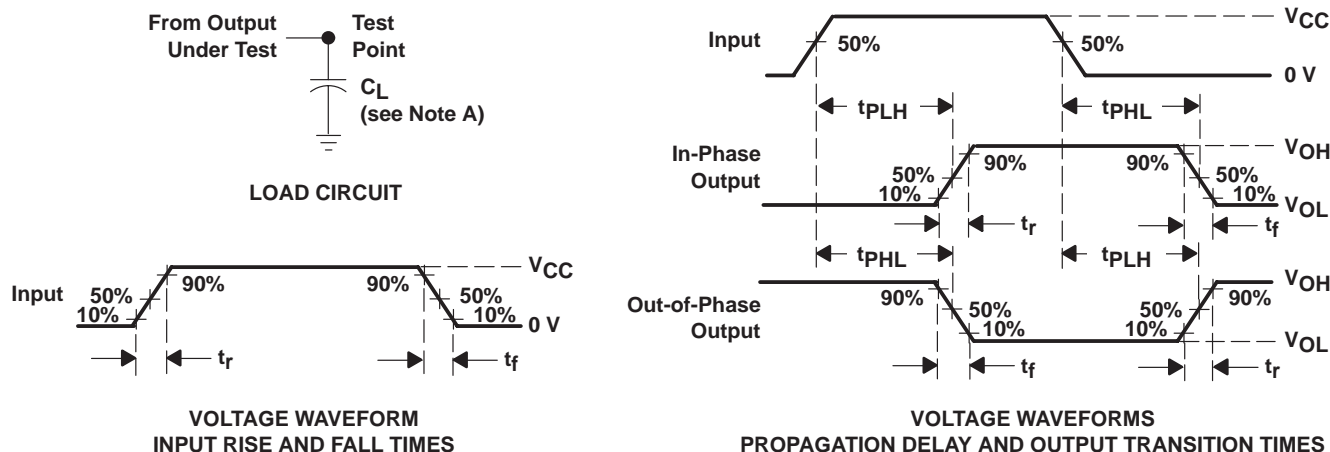 From Output
Under Test
Test
Point
CL
(see Note A)
LOAD CIRCUIT
Input
50%
10%
90%
90%
50%
10%
VCC
0 V
tr
tf
VOLTAGE WAVEFORM
INPUT RISE AND FALL TIMES
Input
50%
50%
VCC
0 V
tPLH
tPHL
In-Phase
Output
50%
10%
90%
90%
50%
10%
VOH
VOL
tr
tf
tPHL
tPLH
Out-of-Phase
Output
90%
50%
10%
50%
10%
90%
VOH
VOL
tf
tr
VOLTAGE WAVEFORMS
PROPAGATION DELAY AND OUTPUT TRANSITION TIMES